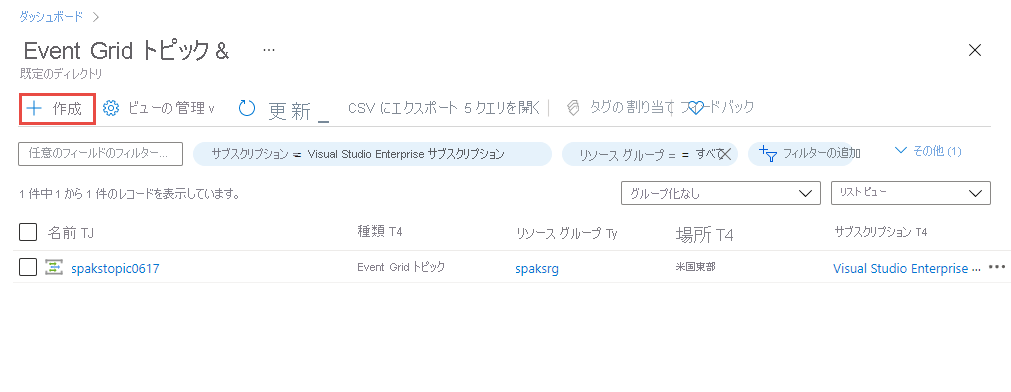 ダッシュボード >
Event Grid トピック & ...
既定のディレクトリ
+ 作成 ビューの管理 v 更新 _ CSV にエクスポート 5 クエリを開く タグの割り当て フィードバック
任意のフィールドのフィルター... サブスクリプション = Visual Studio Enterprise サブスクリプション リソース グループ = = すべて フィルターの追加 その他 (1)
1 件中 1 から 1 件のレコードを表示しています。 グループ化なし リスト ビュー
名前 TJ 種類 T4 リソース グループ Ty 場所 T4 サブスクリプション T4
spakstopic0617 Event Grid トピック spaksrg 米国東部 Visual Studio Enterprise ... •••